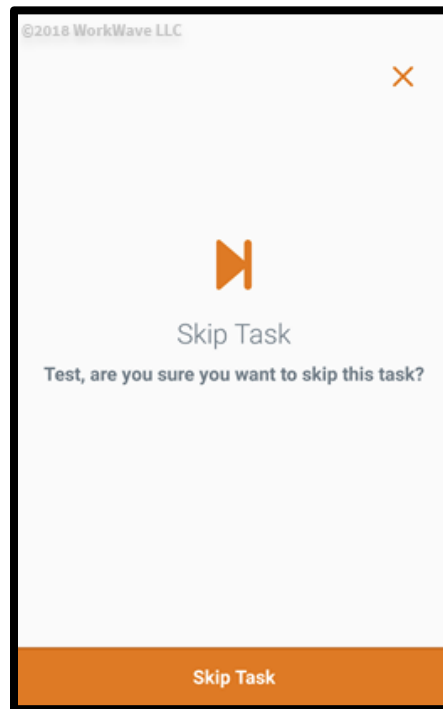 ©2018 WorkWave LLC
Skip Task
Test, are you sure you want to skip this task?
Skip Task